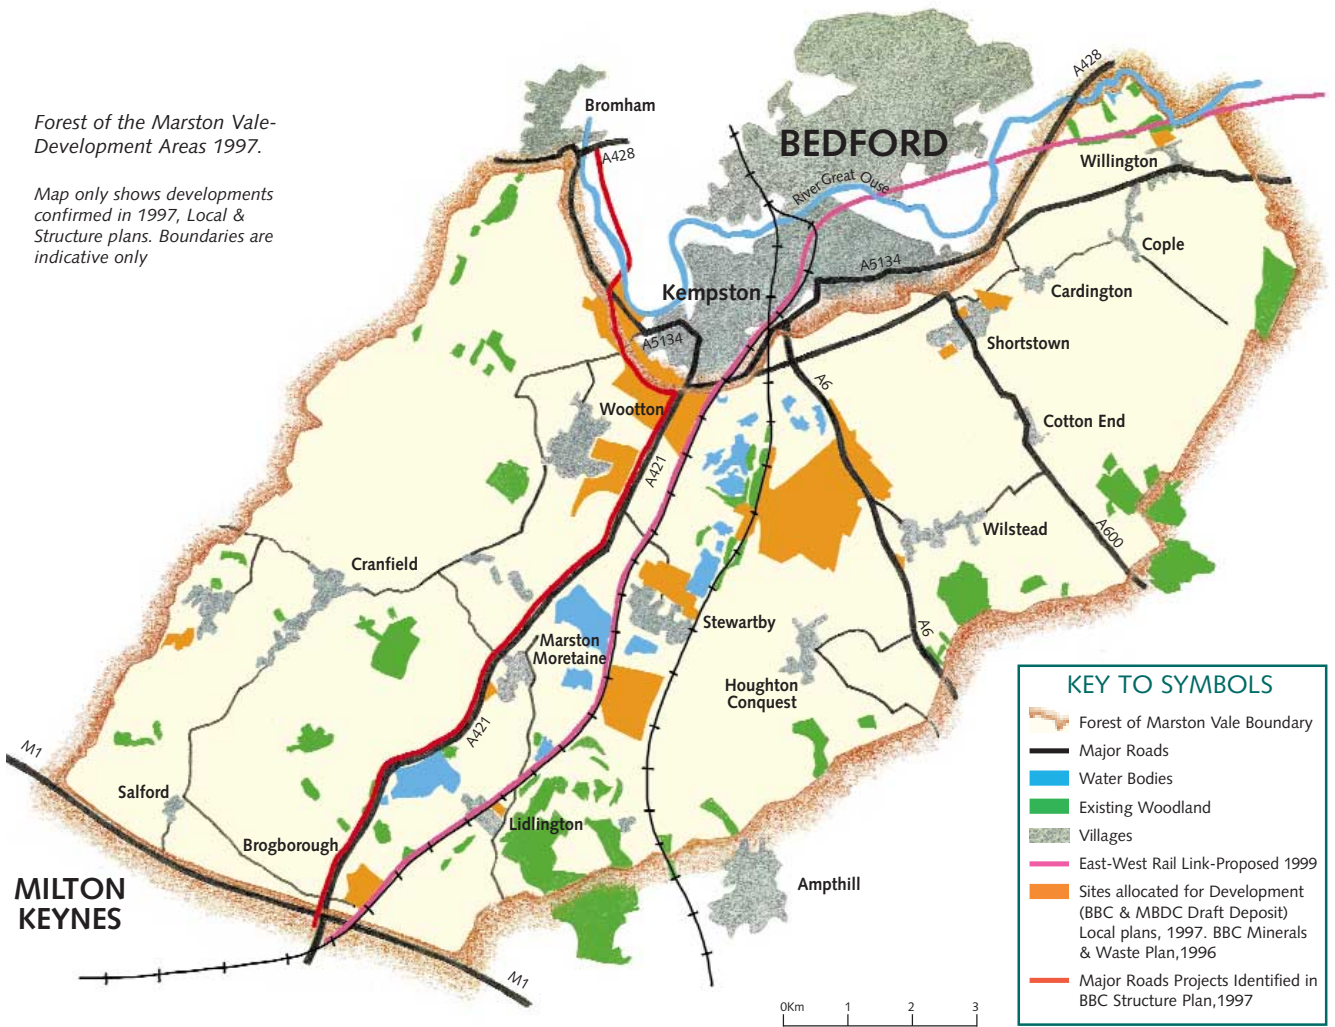 Forest of the Marston Vale-
Development Areas 1997.
Map only shows developments
confirmed in 1997, Local &
Structure plans. Boundaries are
indicative only
Bromham
A428
BEDFORD
River Great Ouse
A428
Willington
Cople
A5134
Kempston
Cardington
A5134
Shortstown
A6
Wootton
Cotton End
A421
Wilstead
A600
Cranfield
Stewartby
A6
Marston
Moretaine
Houghton
Conquest
A421
M1
Salford
Lidlington
Brogborough
MILTON
KEYNES
Ampthill
M1
KEY TO SYMBOLS
Forest of Marston Vale Boundary
Major Roads
Water Bodies
Existing Woodland
Villages
East-West Rail Link-Proposed 1999
Sites allocated for Development
(BBC & MBDC Draft Deposit)
Local plans, 1997. BBC Minerals
& Waste Plan,1996
Major Roads Projects Identified in
BBC Structure Plan,1997
0Km 1 2 3